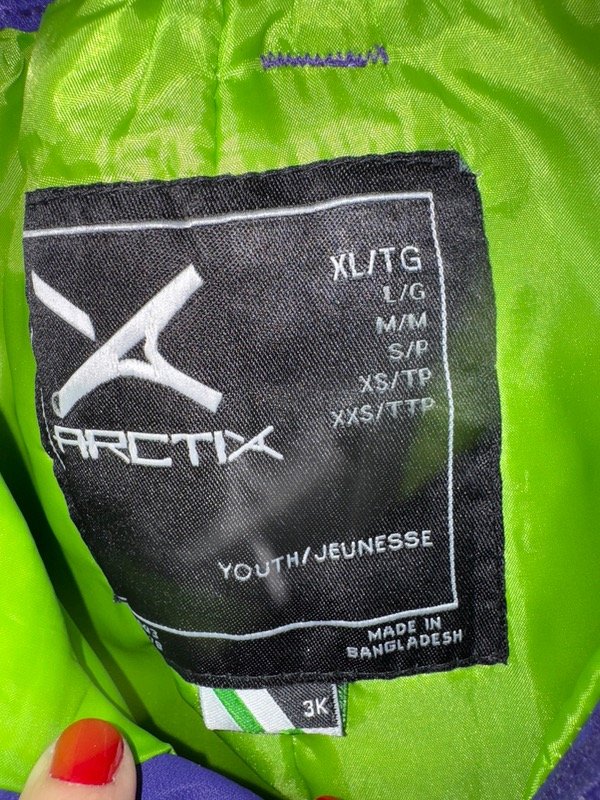 XL/TG
L/G
M/M
S/P
XS/TP
XXS/TTP
ARCTIX
YOUTH/JEUNESSE
MADE IN
BANGLADESH
3K